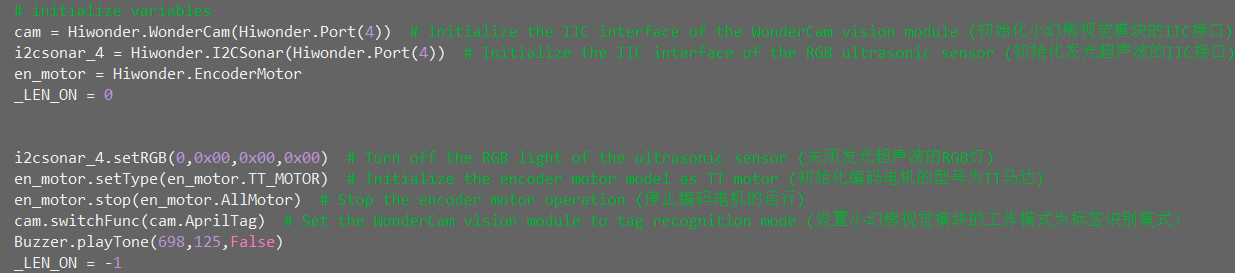 # initialize variables
cam = Hiwonder.WonderCam(Hiwonder.Port(4))  # Initialize the IIC interface of the WonderCam vision module (初始化小幻熊视觉模块的IIC接口)
i2csonar_4 = Hiwonder.I2CSonar(Hiwonder.Port(4))  # Initialize the IIC interface of the RGB ultrasonic sensor (初始化发光超声波的IIC接口)
en_motor = Hiwonder.EncoderMotor
_LEN_ON = 0
i2csonar_4.setRGB(0,0x00,0x00,0x00)  # Turn off the RGB light of the ultrasonic sensor (关闭发光超声波的RGB灯)
en_motor.setType(en_motor.TT_MOTOR)  # Initialize the encoder motor model as TT motor (初始化编码电机的型号为TT马达)
en_motor.stop(en_motor.AllMotor)  # Stop the encoder motor operation (停止编码电机的运行)
cam.switchFunc(cam.AprilTag)  # Set the WonderCam vision module to tag recognition mode (设置小幻熊视觉模块的工作模式为标签识别模式)
Buzzer.playTone(698,125,False)
_LEN_ON = -1